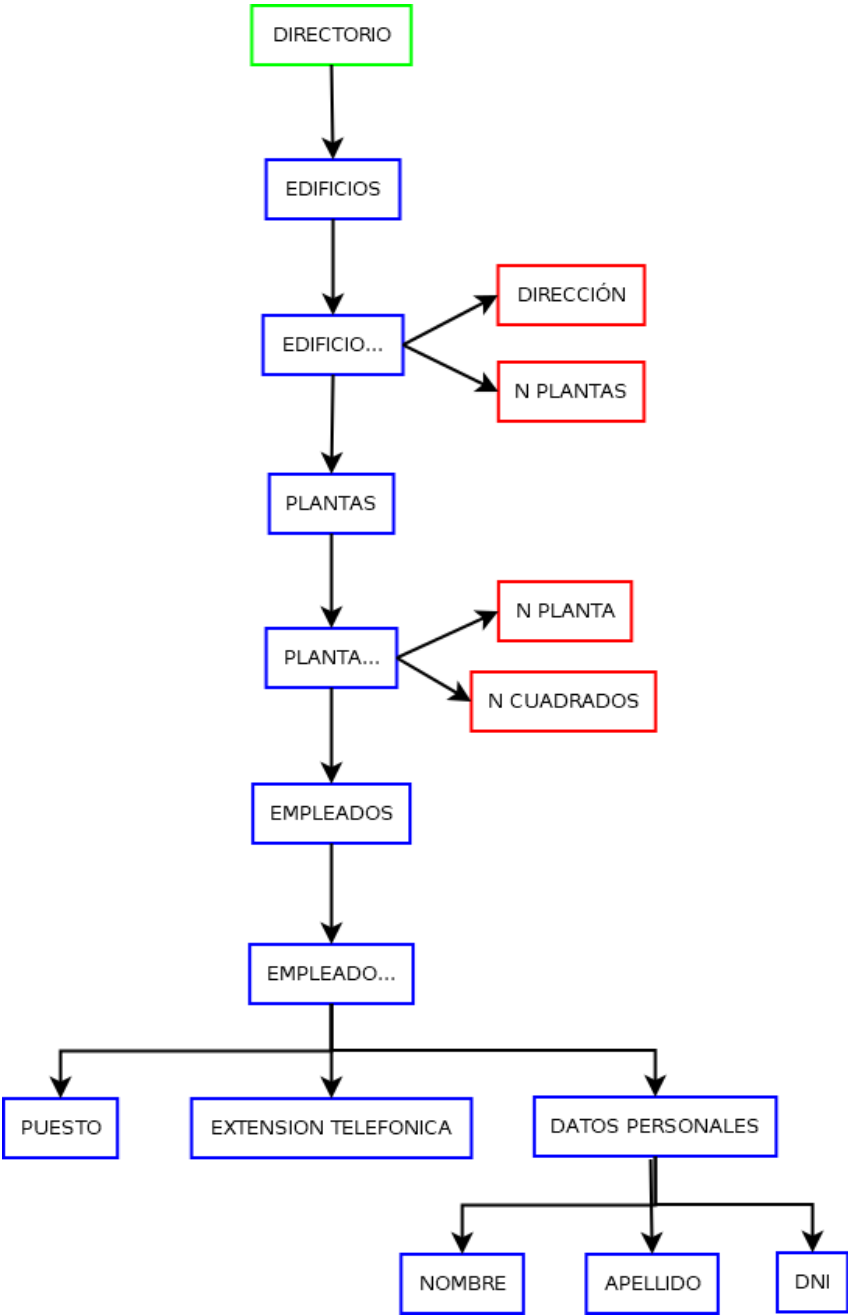 DIRECTORIO
EDIFICIOS
EDIFICIO...
DIRECCIÓN
N PLANTAS
PLANTAS
PLANTA...
N PLANTA
N CUADRADOS
EMPLEADOS
EMPLEADO...
PUESTO
EXTENSION TELEFONICA
DATOS PERSONALES
NOMBRE
APELLIDO
DNI